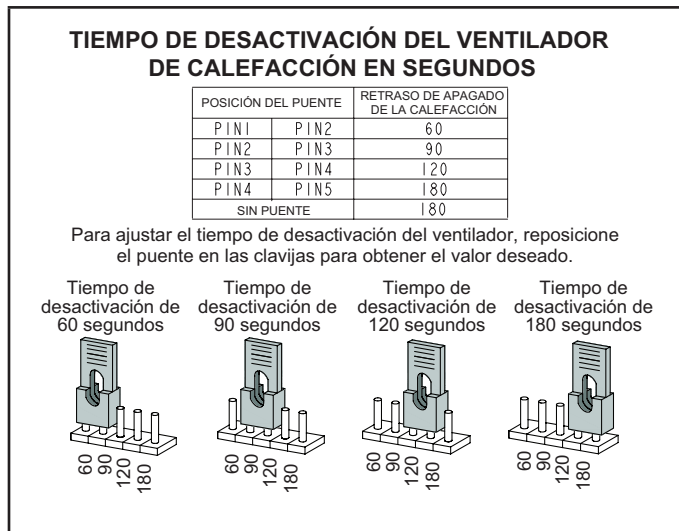 TIEMPO DE DESACTIVACIÓN DEL VENTILADOR
DE CALEFACCIÓN EN SEGUNDOS
POSICIÓN DEL PUENTE
RETRASO DE APAGADO
DE LA CALEFACCIÓN
PIN1 PIN2 60
PIN2 PIN3 90
PIN3 PIN4 120
PIN4 PIN5 180
SIN PUENTE 180
Para ajustar el tiempo de desactivación del ventilador, reposicione
el puente en las clavijas para obtener el valor deseado.
Tiempo de
desactivación de
60 segundos
Tiempo de
desactivación de
90 segundos
Tiempo de
desactivación de
120 segundos
Tiempo de
desactivación de
180 segundos
60
90
120
180
60
90
120
180
60
90
120
180
60
90
120
180